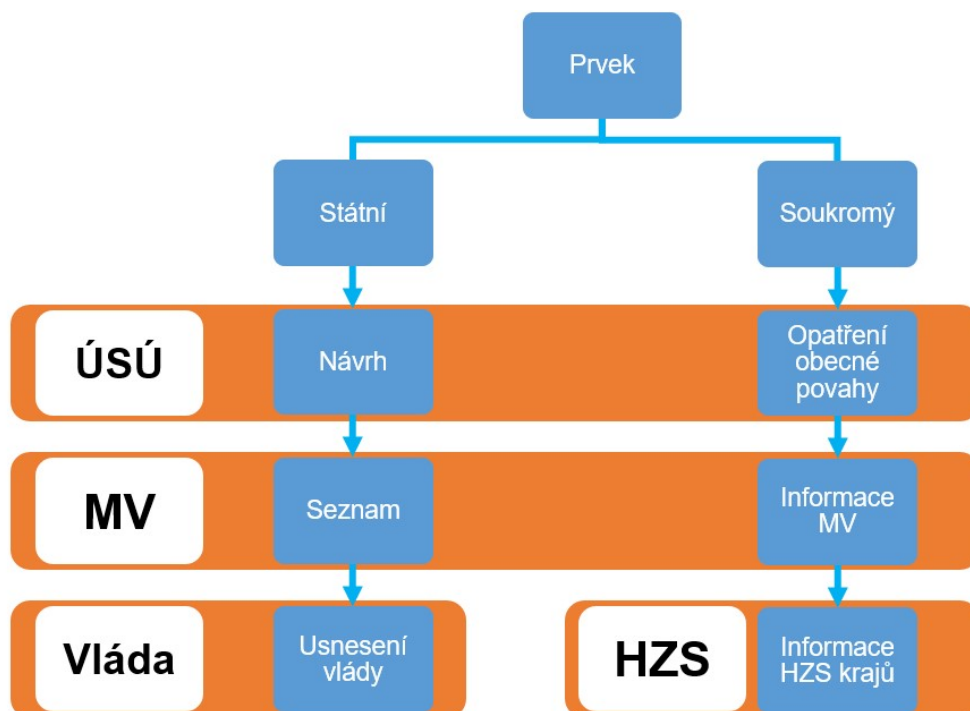 Prvek
Státní
Soukromý
ÚSÚ
Návrh
Opatření
obecné
povahy
MV
Seznam
Informace
MV
Vláda
Usnesení
vlády
HZS
Informace
HZS krajů